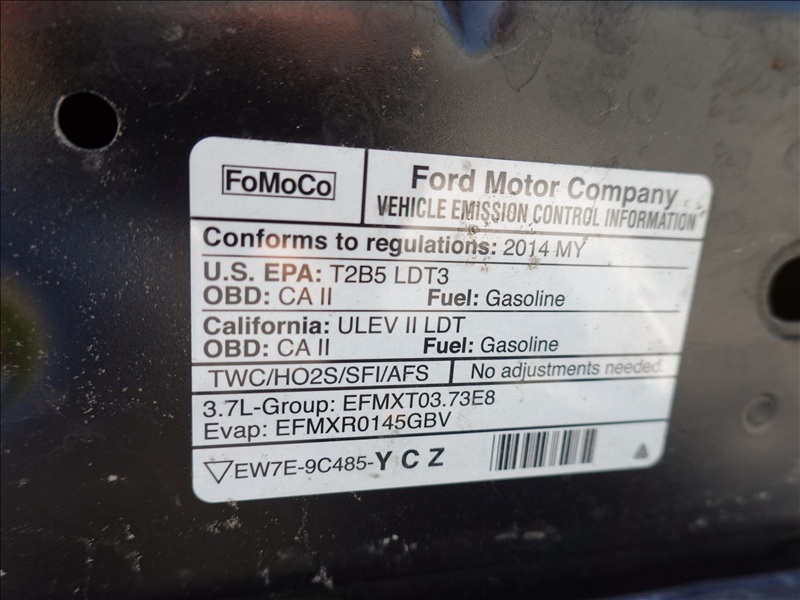 FoMoCo
Ford Motor Company
VEHICLE EMISSION CONTROL INFORMATION
Conforms to regulations: 2014 MY
U.S. EPA: T2B5 LDT3
OBD: CA II Fuel: Gasoline
California: ULEV II LDT
OBD: CA II Fuel: Gasoline
TWC/HO2S/SFI/AFS No adjustments needed.
3.7L-Group: EFMXT03.73E8
Evap: EFMXR0145GBV
EW7E-9C485-Y C Z